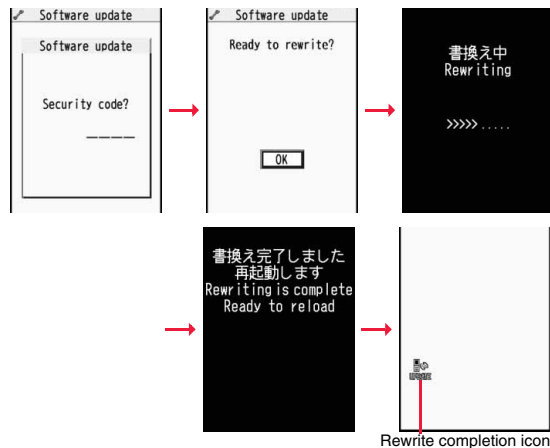 Software update
Software update
Security code?
Software update
Ready to rewrite?
OK
書換え中
Rewriting
>>>>>.....
書換え完了しました
再起動します
Rewriting is complete
Ready to reload
Rewrite completion icon